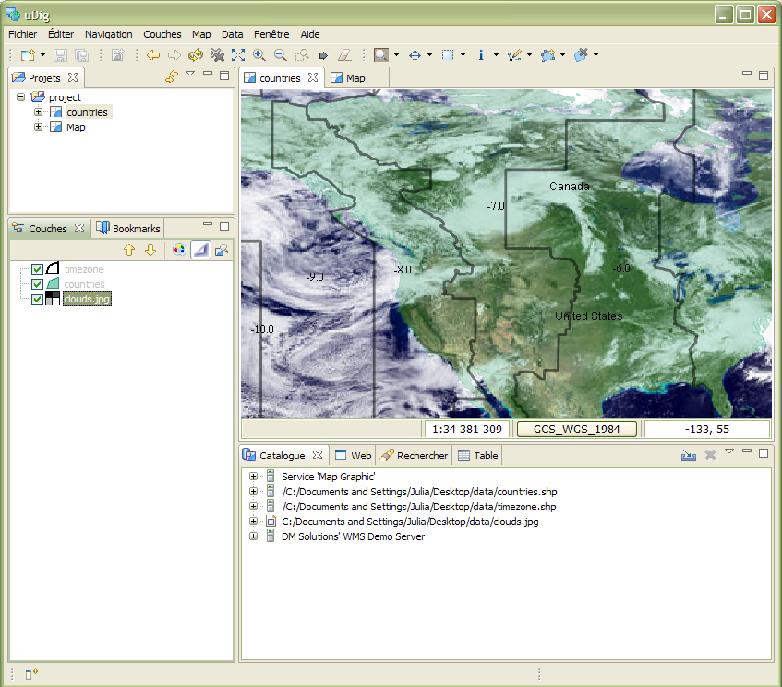 uDig
Fichier Éditer Navigation Couches Map Data Fenêtre Aide
Projets
project
countries
Map
Couches Bookmarks
timezone
countries
clouds.jpg
countries Map
Canada
-7.0
-9.0
-8.0
-6.0
United States
-10.0
1:34 381 309 GCS_WGS_1984 -133, 55
Catalogue Web Rechercher Table
Service 'Map Graphic'
/C:/Documents and Settings/Julia/Desktop/data/countries.shp
/C:/Documents and Settings/Julia/Desktop/data/timezone.shp
C:/Documents and Settings/Julia/Desktop/data/clouds.jpg
DM Solutions' WMS Demo Server